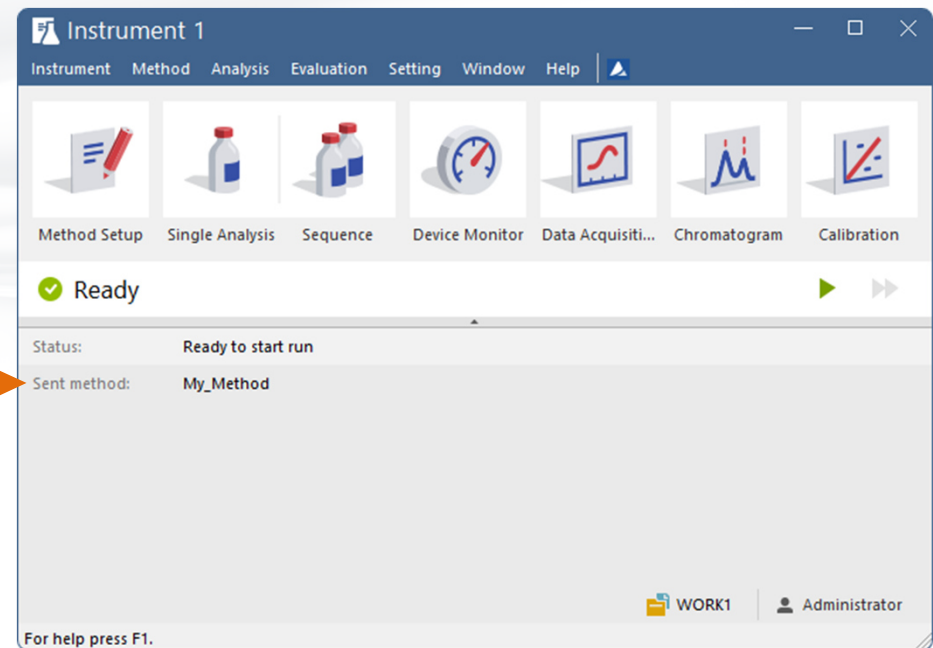 Instrument 1
Instrument Method Analysis Evaluation Setting Window Help
Method Setup Single Analysis Sequence Device Monitor Data Acquisiti... Chromatogram Calibration
Ready
Status: Ready to start run
Sent method: My_Method
WORK1 Administrator
For help press F1.